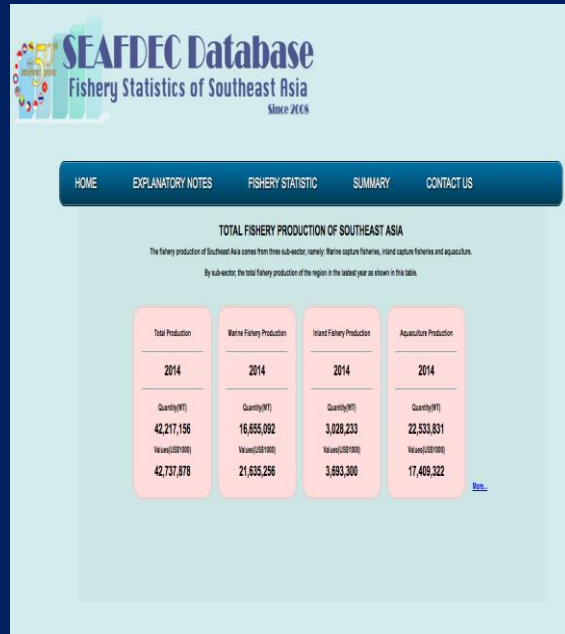 SEAFDEC Database
Fishery Statistics of Southeast Asia
Since 2008
HOME EXPLANATORY NOTES FISHERY STATISTIC SUMMARY CONTACT US
TOTAL FISHERY PRODUCTION OF SOUTHEAST ASIA
The fishery production of Southeast Asia comes from three sub-sector, namely: Marine capture fisheries, inland capture fisheries and aquaculture.
By sub-sector, the total fishery production of the region in the lastest year as shown in this table.
Total Production
2014
Quantity(MT)
42,217,156
Values(US$1000)
42,737,878
Marine Fishery Production
2014
Quantity(MT)
16,655,092
Values(US$1000)
21,635,256
Inland Fishery Production
2014
Quantity(MT)
3,028,233
Values(US$1000)
3,693,300
Aquaculture Production
2014
Quantity(MT)
22,533,831
Values(US$1000)
17,409,322
More...